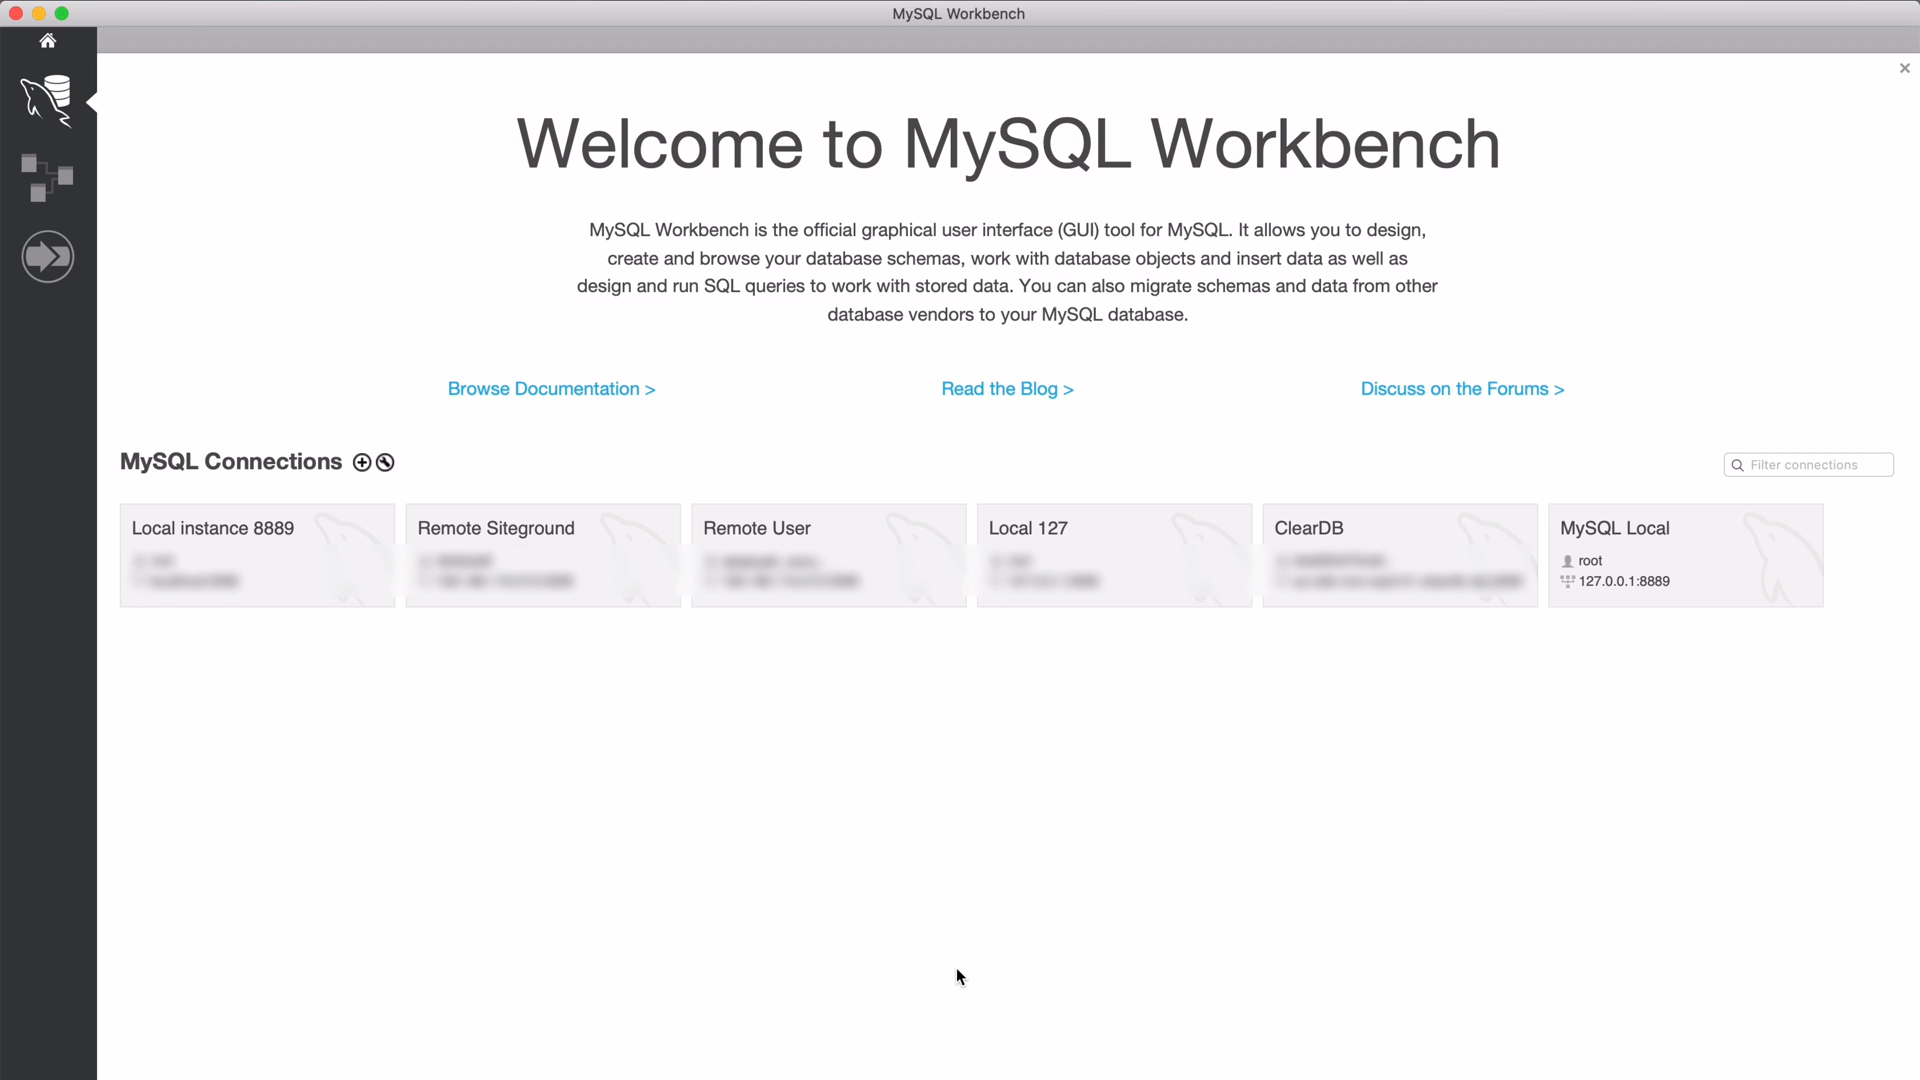 MySQL Workbench
Welcome to MySQL Workbench
MySQL Workbench is the official graphical user interface (GUI) tool for MySQL. It allows you to design,
create and browse your database schemas, work with database objects and insert data as well as
design and run SQL queries to work with stored data. You can also migrate schemas and data from other
database vendors to your MySQL database.
Browse Documentation >
Read the Blog >
Discuss on the Forums >
MySQL Connections
Filter connections
Local instance 8889
Remote Siteground
Remote User
Local 127
ClearDB
MySQL Local
root
127.0.0.1:8889